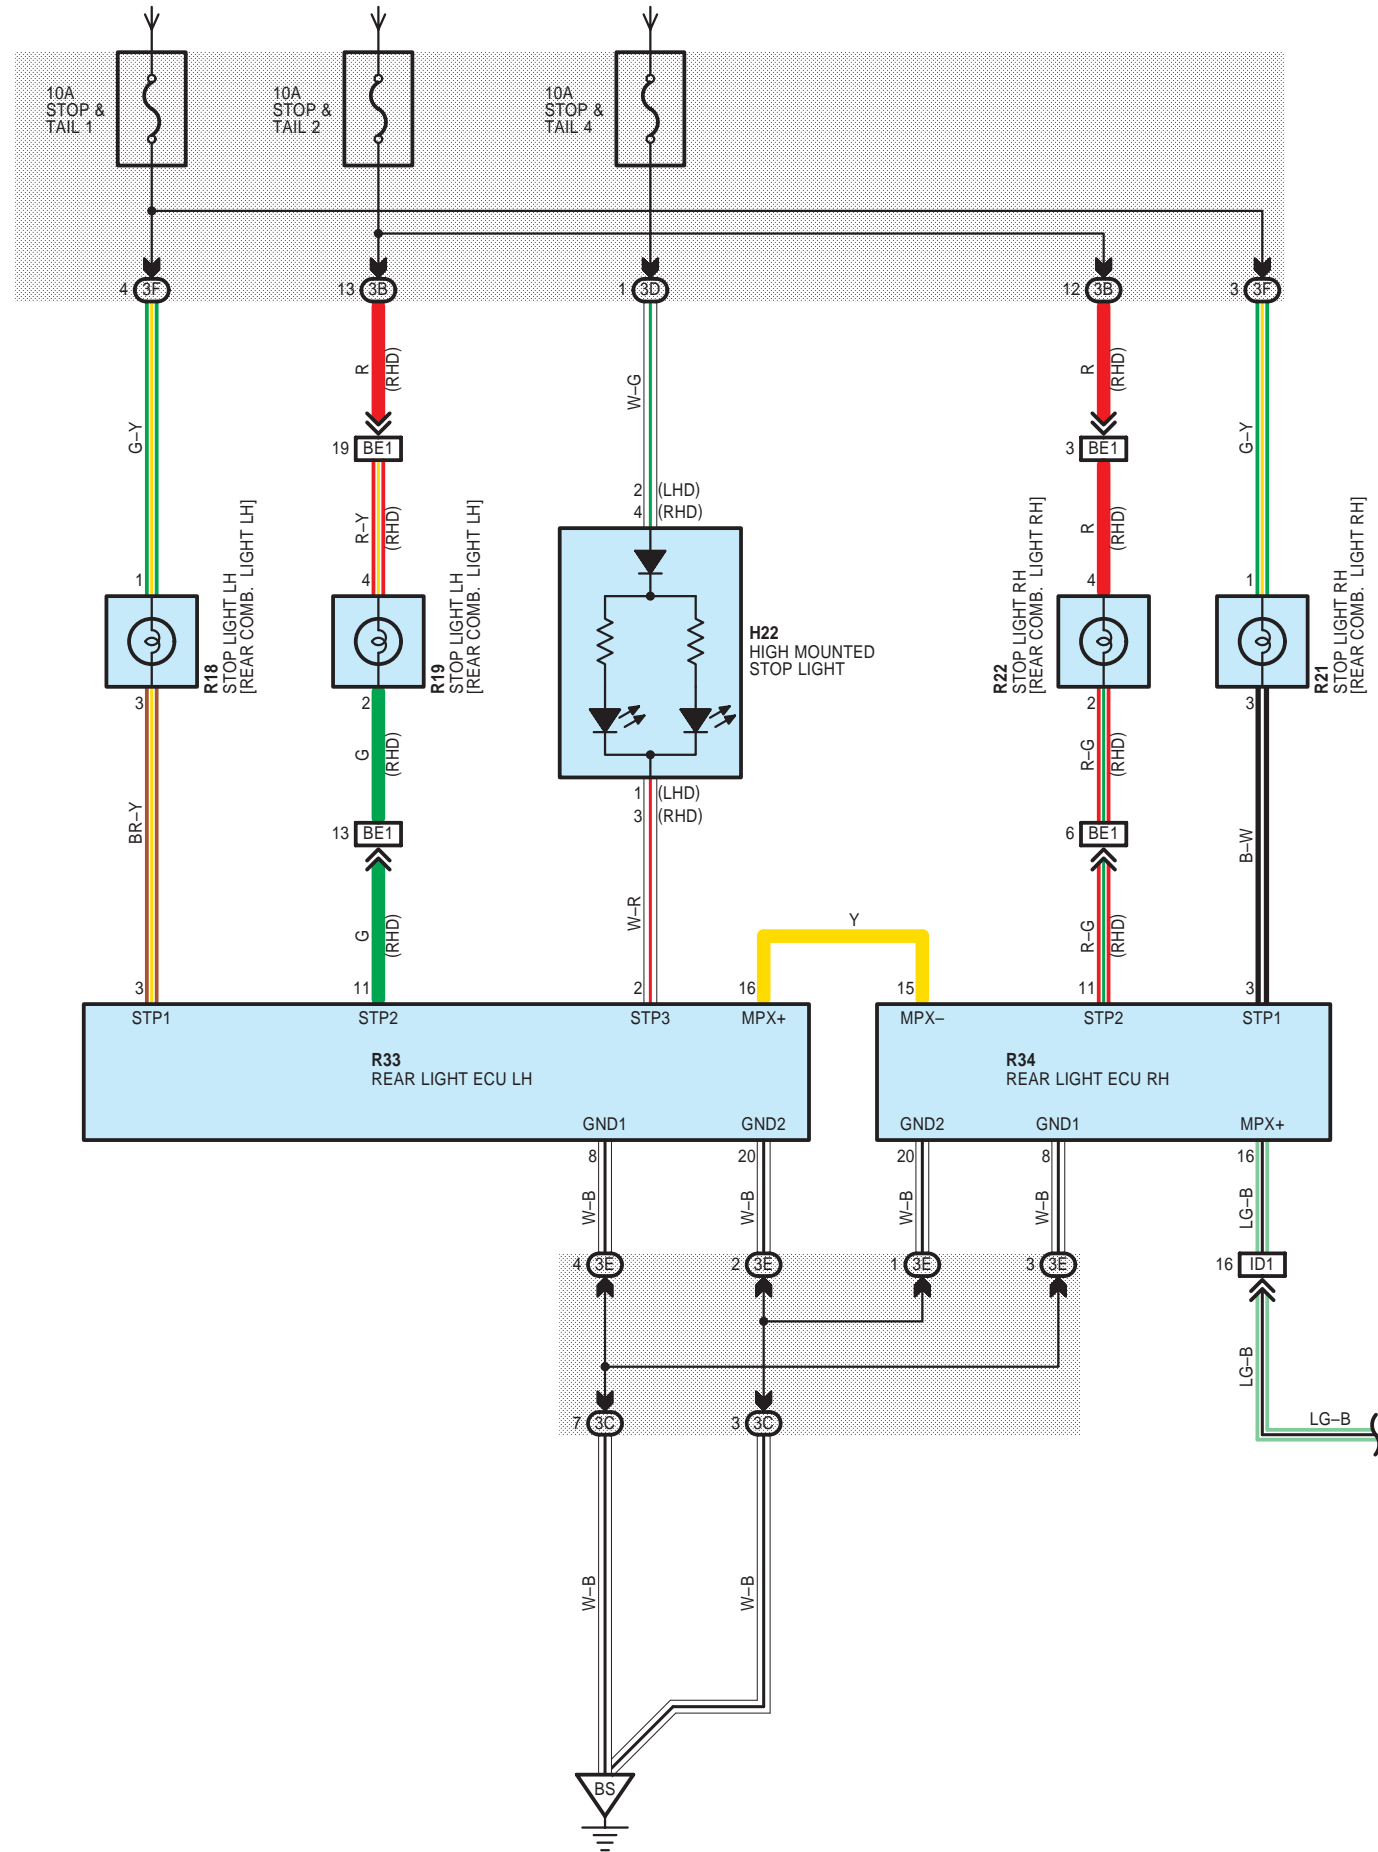 10A
STOP &
TAIL 1
10A
STOP &
TAIL 2
10A
STOP &
TAIL 4
4 3F
13 3B
1 3D
12 3B
3 3F
G–Y
R
(RHD)
W–G
R
(RHD)
G–Y
19 BE1
3 BE1
R–Y
(RHD)
2 (LHD)
4 (RHD)
R
(RHD)
1
4
4
1
R18
STOP LIGHT LH
[REAR COMB. LIGHT LH]
R19
STOP LIGHT LH
[REAR COMB. LIGHT LH]
H22
HIGH MOUNTED
STOP LIGHT
R22
STOP LIGHT RH
[REAR COMB. LIGHT RH]
R21
STOP LIGHT RH
[REAR COMB. LIGHT RH]
3
2
2
3
G
(RHD)
R–G
(RHD)
1 (LHD)
3 (RHD)
BR–Y
13 BE1
6 BE1
B–W
G
(RHD)
W–R
Y
R–G
(RHD)
3
11
2
16
15
11
3
STP1
STP2
STP3
MPX+
MPX–
STP2
STP1
R33
REAR LIGHT ECU LH
R34
REAR LIGHT ECU RH
GND1
GND2
GND2
GND1
MPX+
8
20
20
8
16
W–B
W–B
W–B
W–B
LG–B
4 3E
2 3E
1 3E
3 3E
16 ID1
LG–B
LG–B
7 3C
3 3C
W–B
W–B
BS